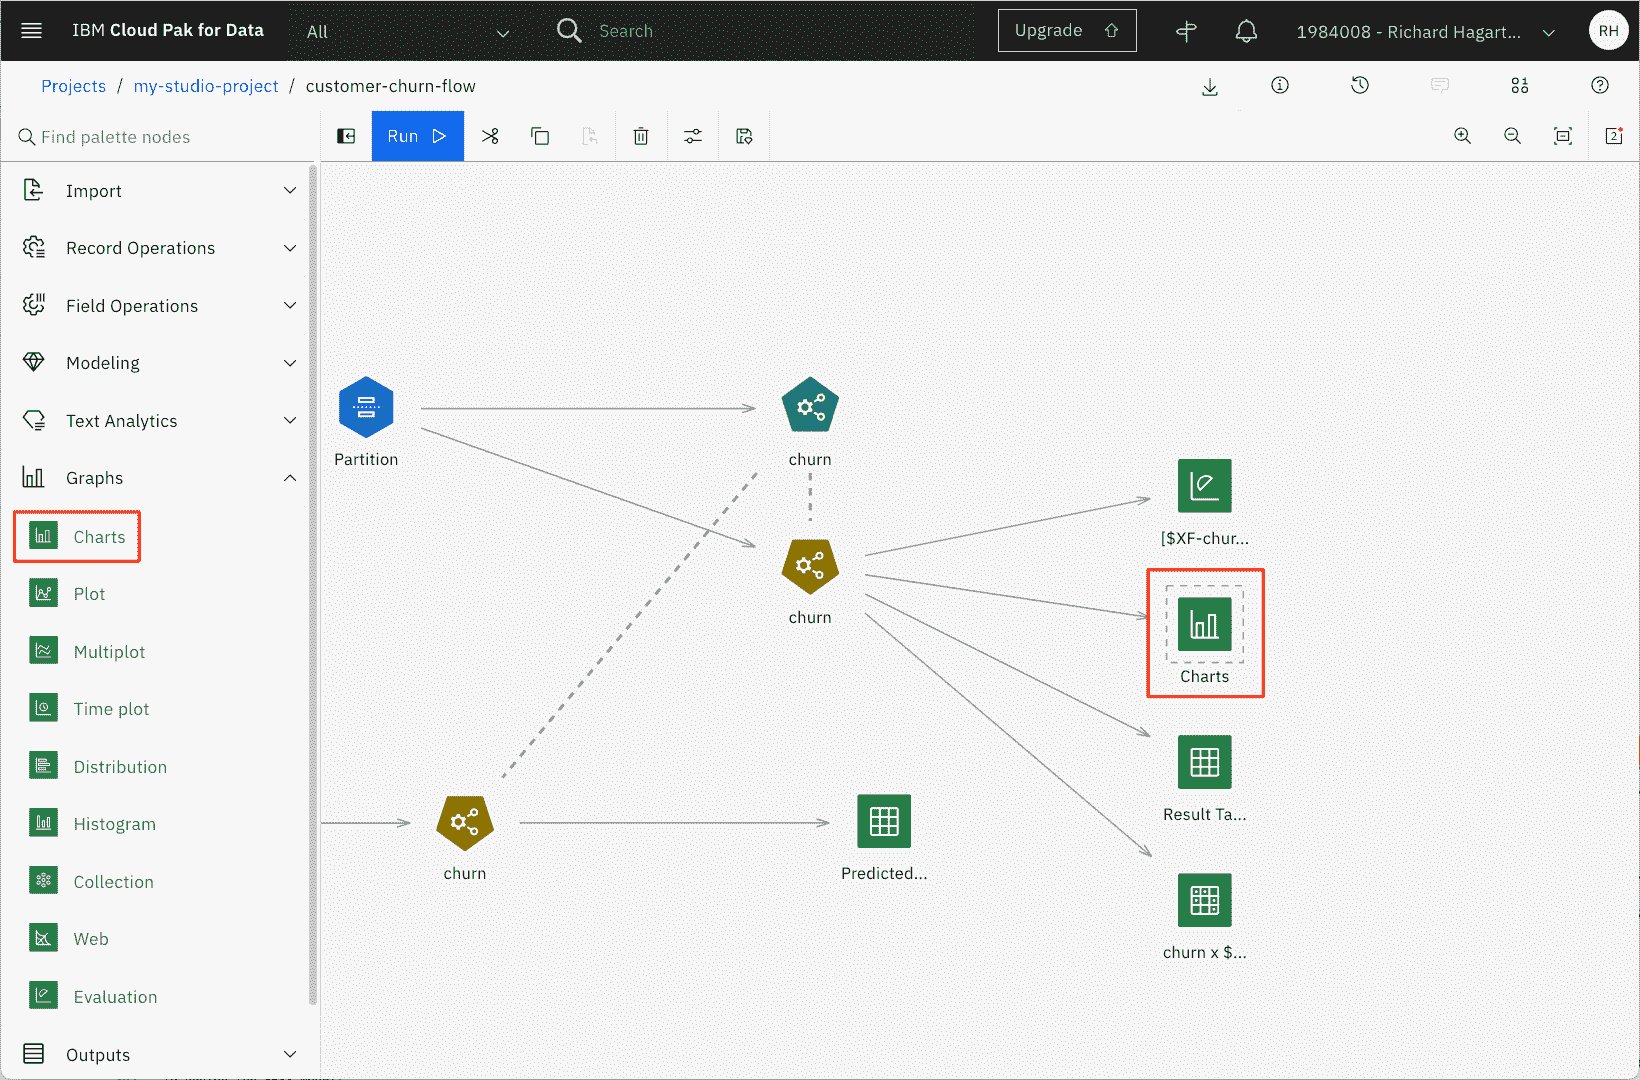 IBM Cloud Pak for Data
All
Search
Upgrade
1984008 - Richard Hagart...
RH
Projects / my-studio-project / customer-churn-flow
Find palette nodes
Run
2
Import
Record Operations
Field Operations
Modeling
Text Analytics
Graphs
Charts
Plot
Multiplot
Time plot
Distribution
Histogram
Collection
Web
Evaluation
Outputs
Partition
churn
churn
[$XF-chur...
Charts
Result Ta...
churn x $...
churn
Predicted...